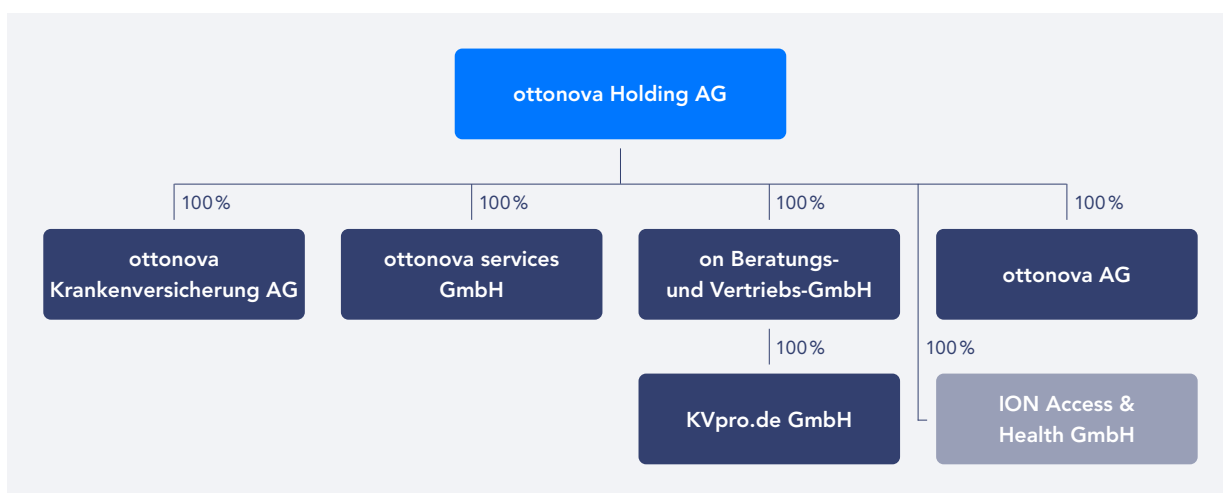 ottonova Holding AG
100%
100%
100%
100%
ottonova
Krankenversicherung AG
ottonova services
GmbH
on Beratungs-
und Vertriebs-GmbH
ottonova AG
100%
100%
KVpro.de GmbH
ION Access &
Health GmbH